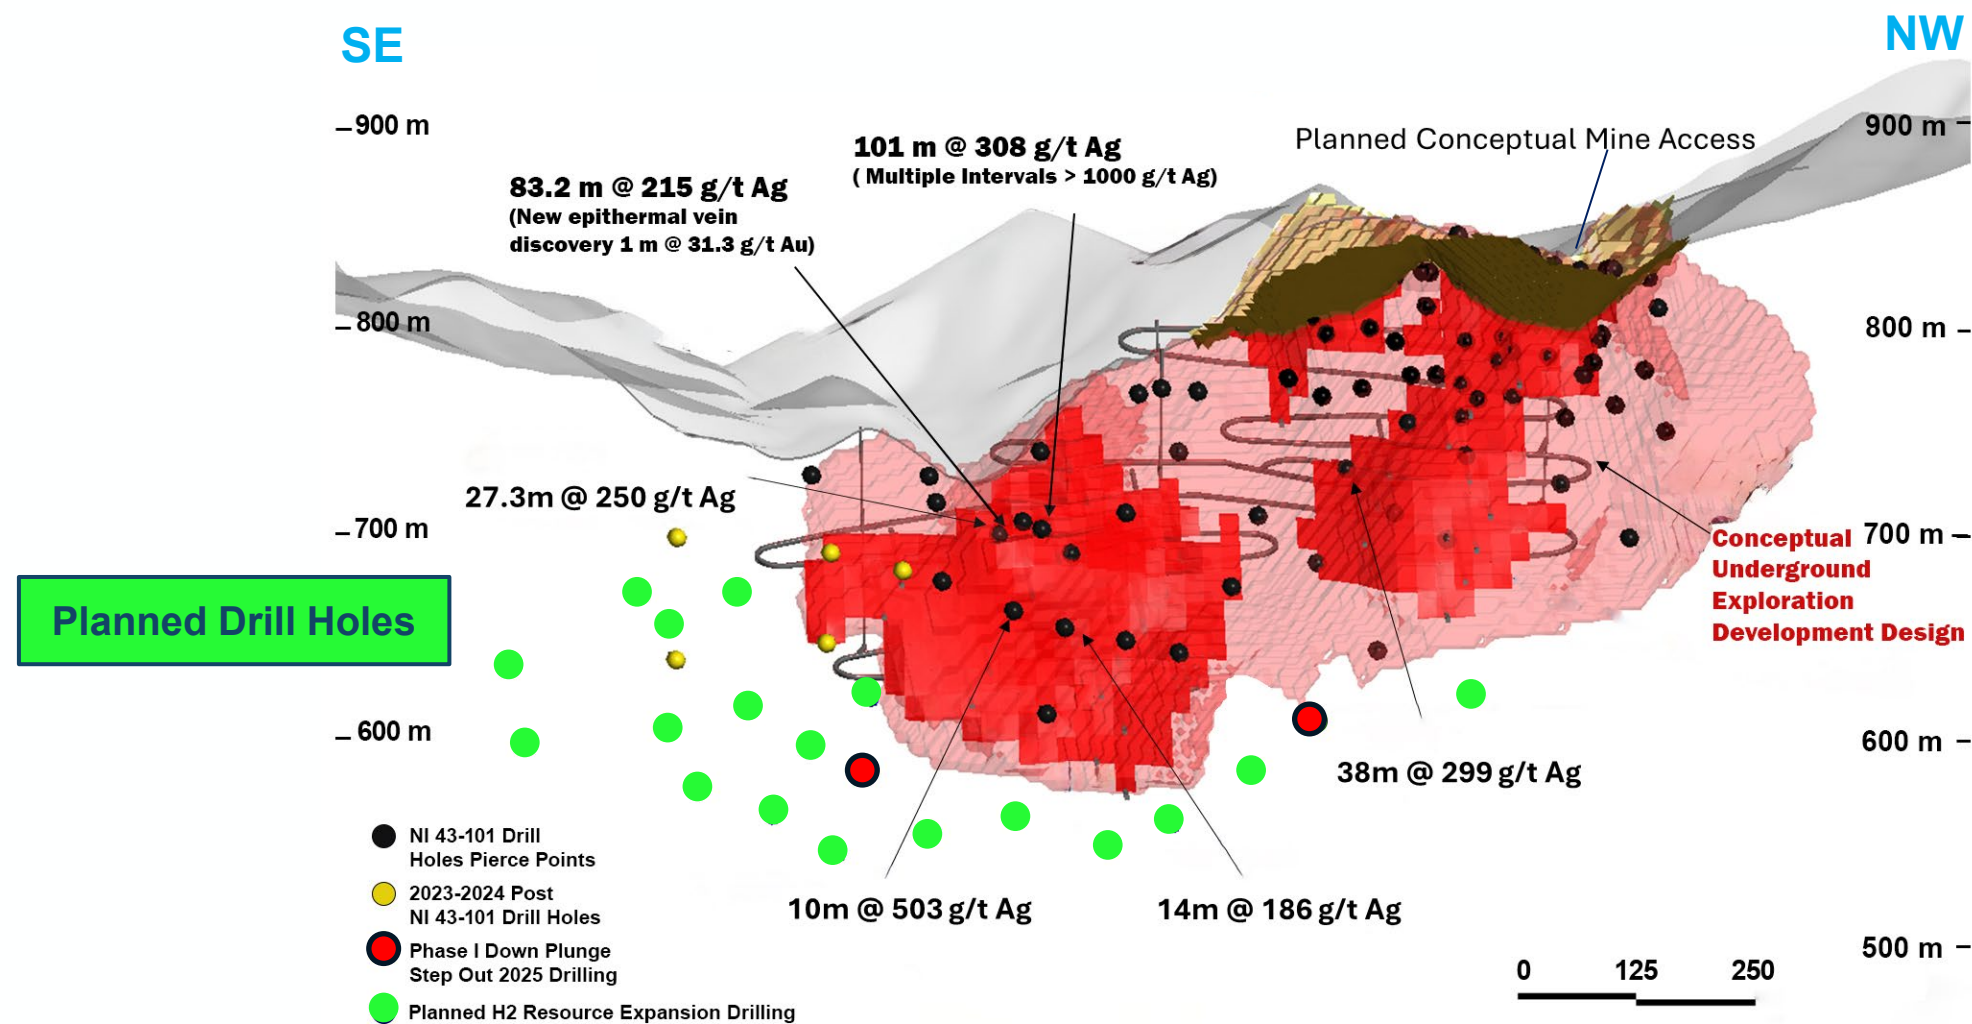 SE
NW
900 m
900 m
Planned Conceptual Mine Access
101 m @ 308 g/t Ag
( Multiple Intervals > 1000 g/t Ag)
83.2 m @ 215 g/t Ag
(New epithermal vein
discovery 1 m @ 31.3 g/t Au)
800 m
800 m
27.3m @ 250 g/t Ag
700 m
700 m
Conceptual
Underground
Exploration
Development Design
Planned Drill Holes
600 m
600 m
38m @ 299 g/t Ag
10m @ 503 g/t Ag
14m @ 186 g/t Ag
500 m
NI 43-101 Drill
Holes Pierce Points
2023-2024 Post
NI 43-101 Drill Holes
Phase I Down Plunge
Step Out 2025 Drilling
Planned H2 Resource Expansion Drilling
0 125 250